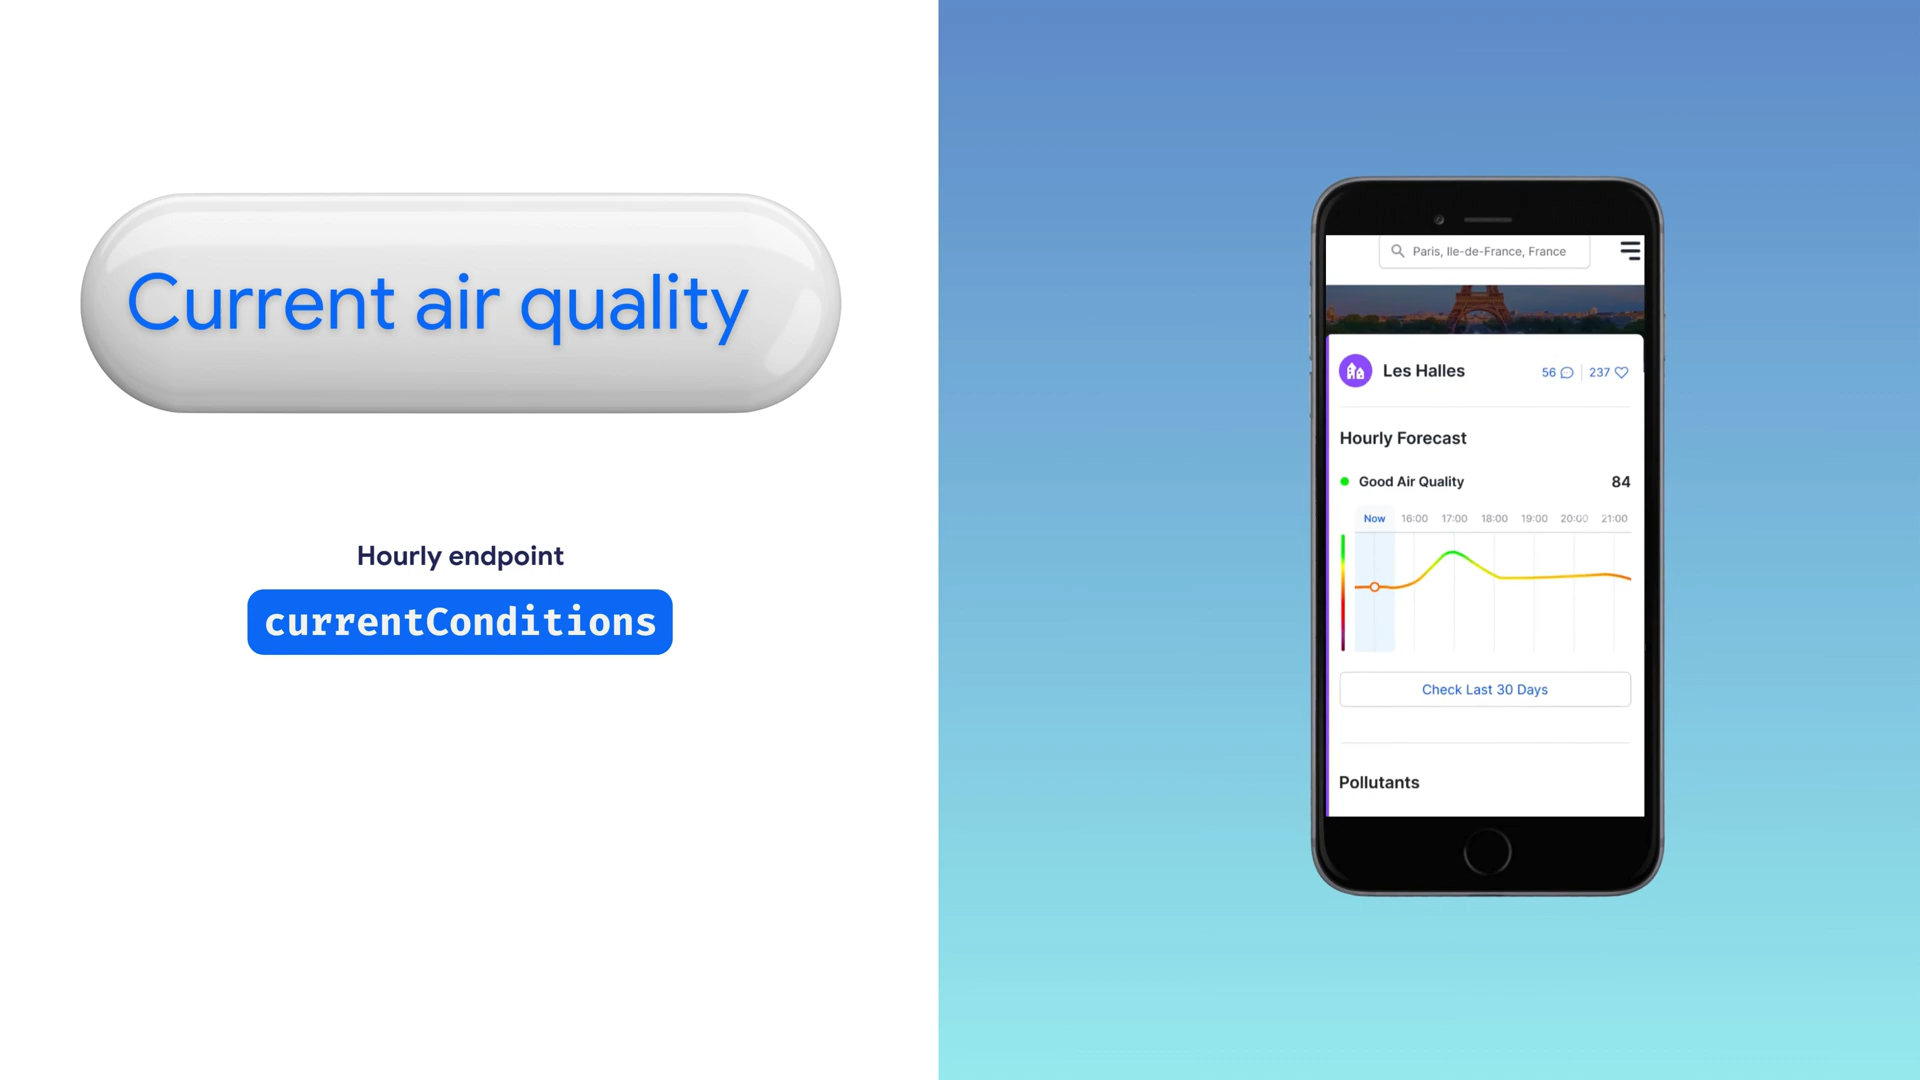 Current air quality
Hourly endpoint
currentConditions
Paris, Ile-de-France, France
Les Halles
56
237
Hourly Forecast
Good Air Quality
84
Now 16:00 17:00 18:00 19:00 20:00 21:00
Check Last 30 Days
Pollutants